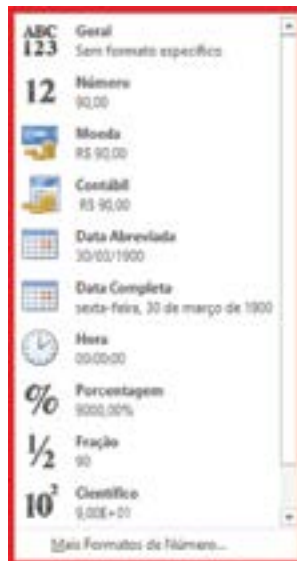 ABC
123
Geral
Sem formato específico
12
Número
90,00
Moeda
R$ 90,00
Contábil
R$ 90,00
Data Abreviada
30/03/1900
Data Completa
sexta-feira, 30 de março de 1900
Hora
00:00:00
%
Porcentagem
9000,00%
½
Fração
90
10²
Científico
9,00E+01
Mais Formatos de Número...